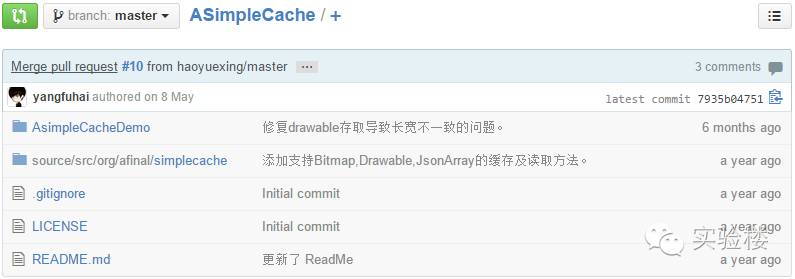 branch: master ASimpleCache / +
Merge pull request #10 from haoyuexing/master ... 3 comments
yangfuhai authored on 8 May latest commit 7935b04751
AsimpleCacheDemo 修复drawable存取导致长宽不一致的问题。 6 months ago
source/src/org/afinal/simplecache 添加支持Bitmap,Drawable,JsonArray的缓存及读取方法。 a year ago
.gitignore Initial commit a year ago
LICENSE Initial commit a year ago
README.md 更新了 ReadMe a year ago
实验楼